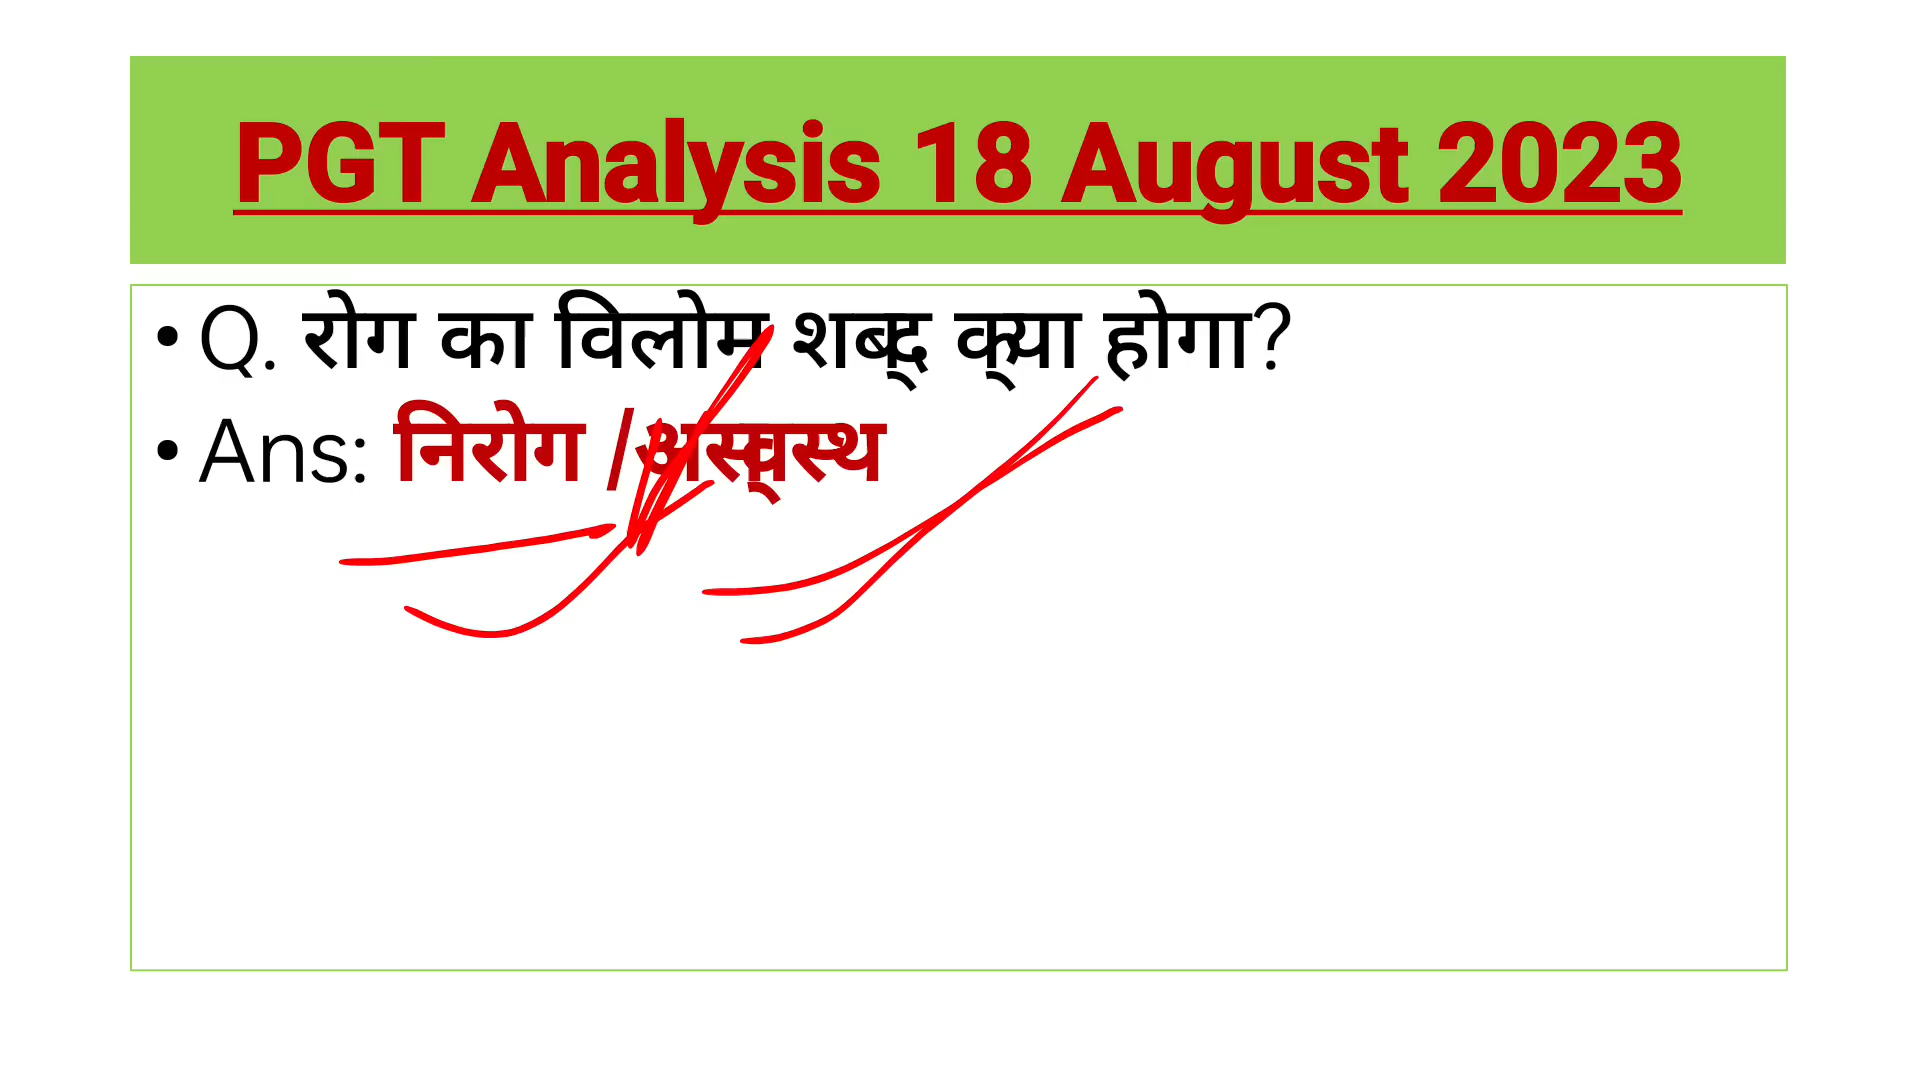 PGT Analysis 18 August 2023
• Q. रोग का विलोम शब्द क्या होगा?
• Ans: निरोग /अस्वस्थ